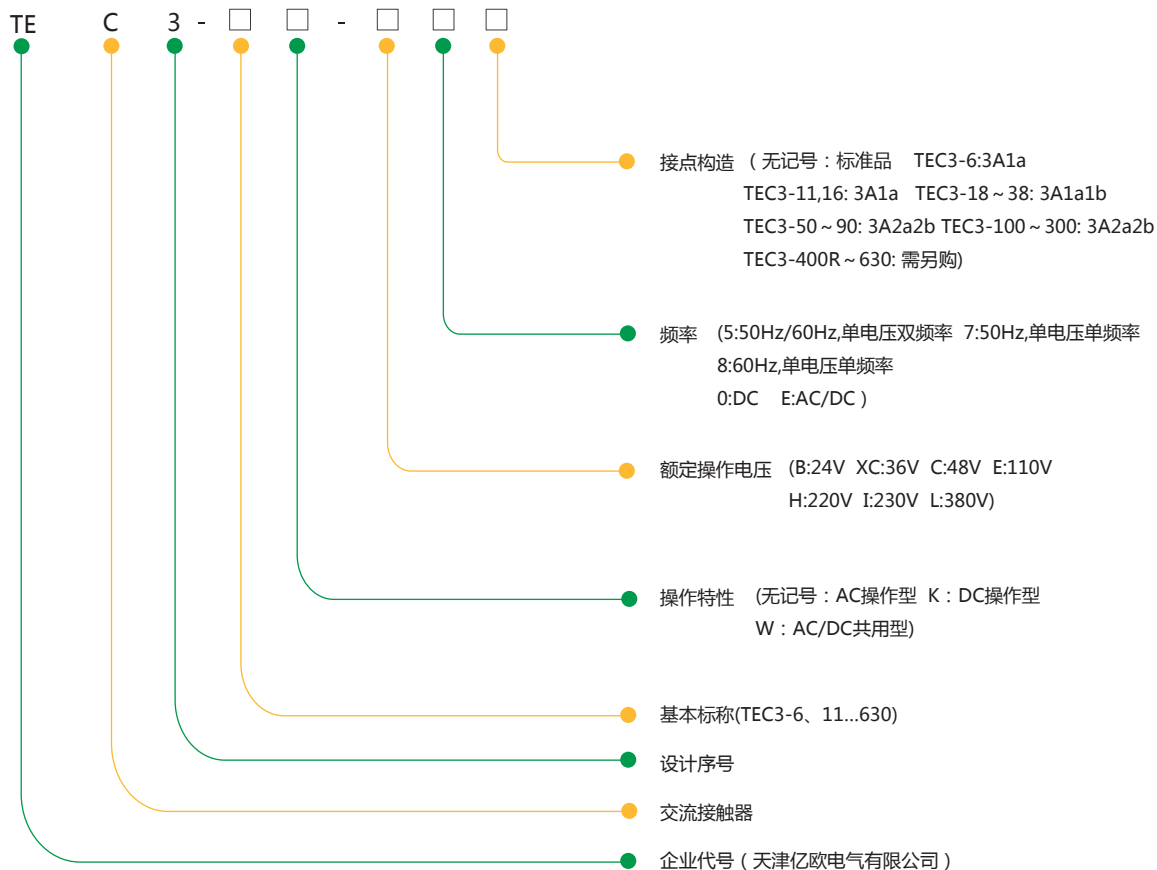 TE C 3 - □ □ - □ □ □
接点构造 ( 无记号：标准品 TEC3-6:3A1a
TEC3-11,16: 3A1a TEC3-18～38: 3A1a1b
TEC3-50～90: 3A2a2b TEC3-100～300: 3A2a2b
TEC3-400R～630: 需另购)
频率 (5:50Hz/60Hz,单电压双频率 7:50Hz,单电压单频率
8:60Hz,单电压单频率
0:DC E:AC/DC )
额定操作电压 (B:24V XC:36V C:48V E:110V
H:220V I:230V L:380V)
操作特性 (无记号：AC操作型 K：DC操作型
W：AC/DC共用型)
基本标称(TEC3-6、11...630)
设计序号
交流接触器
企业代号 ( 天津亿欧电气有限公司 )